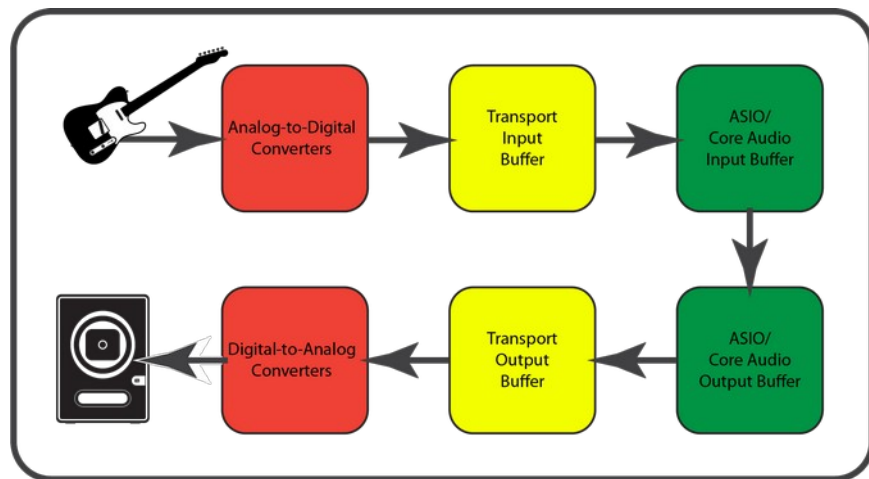 Analog-to-Digital
Converters
Transport
Input
Buffer
ASIO/
Core Audio
Input Buffer
Digital-to-Analog
Converters
Transport
Output
Buffer
ASIO/
Core Audio
Output Buffer